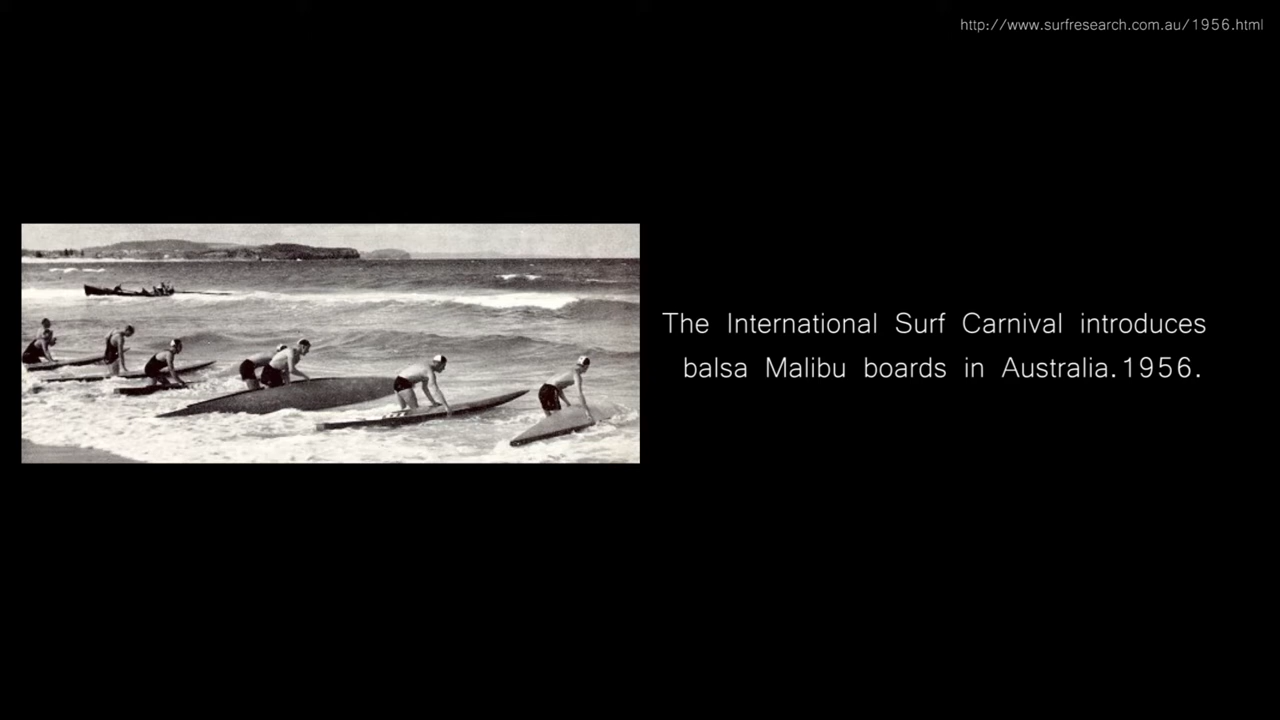 http://www.surfresearch.com.au/1956.html
The International Surf Carnival introduces
balsa Malibu boards in Australia.1956.